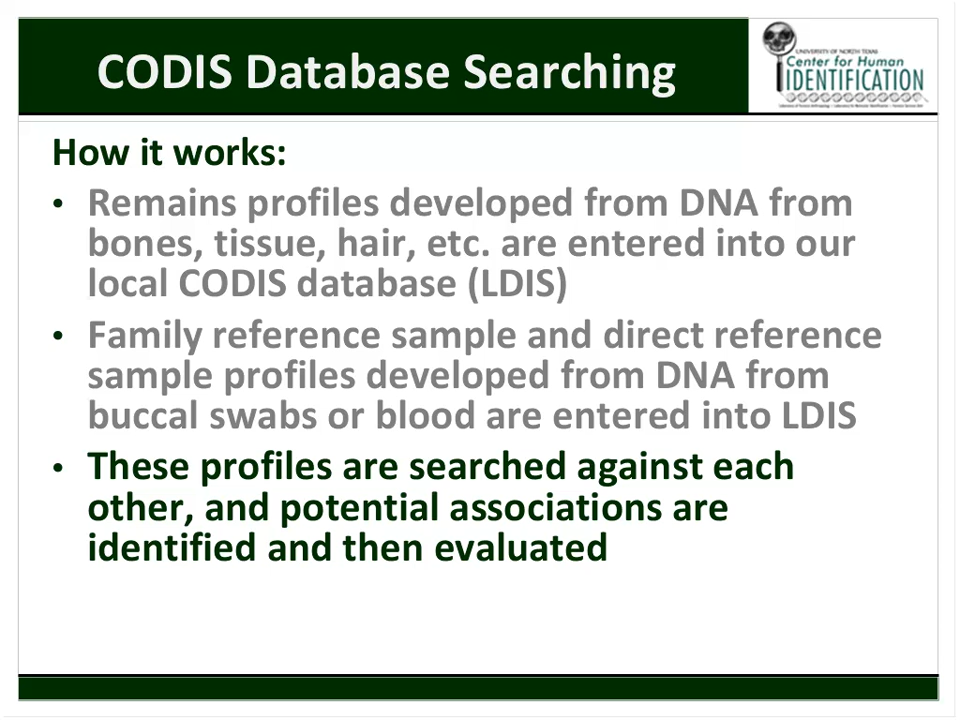 CODIS Database Searching
UNIVERSITY OF NORTH TEXAS
Center for Human
IDENTIFICATION
How it works:
• Remains profiles developed from DNA from
bones, tissue, hair, etc. are entered into our
local CODIS database (LDIS)
• Family reference sample and direct reference
sample profiles developed from DNA from
buccal swabs or blood are entered into LDIS
• These profiles are searched against each
other, and potential associations are
identified and then evaluated